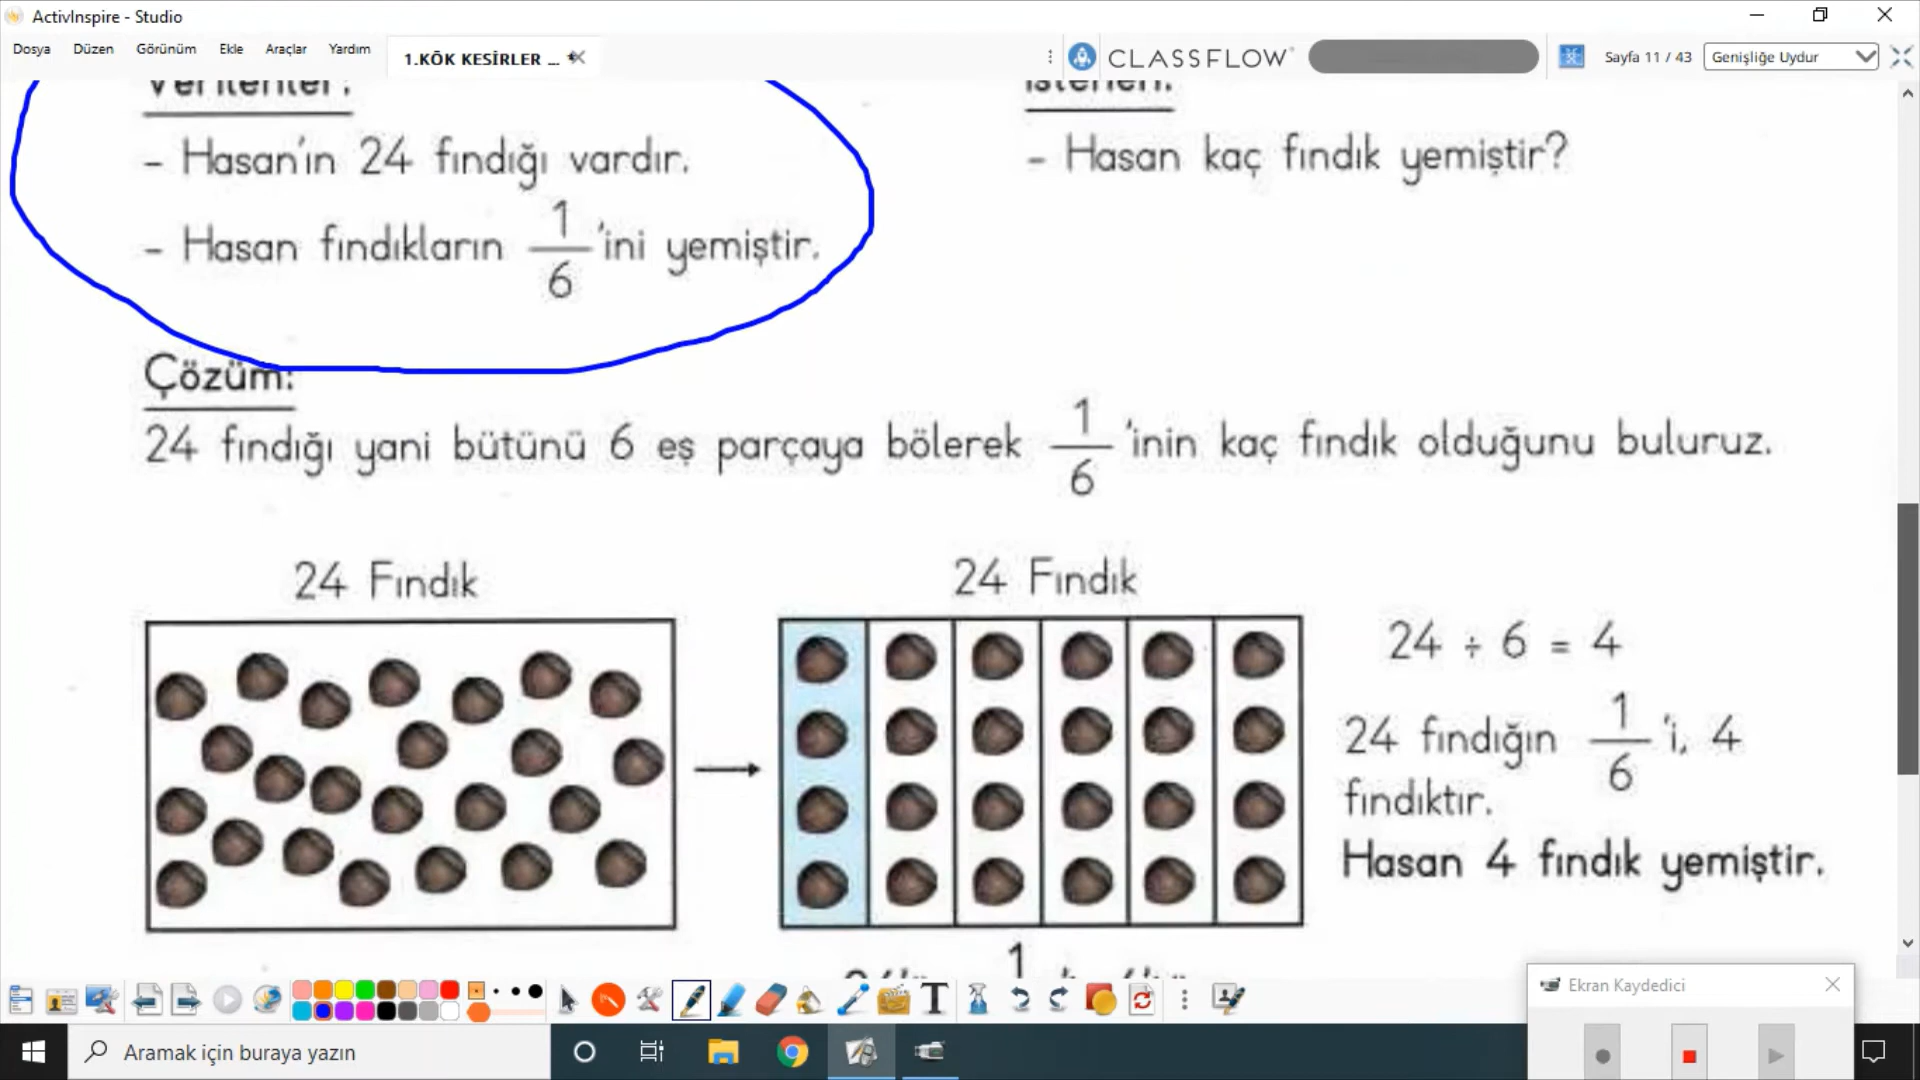 ActivInspire - Studio
Dosya Düzen Görünüm Ekle Araçlar Yardım
1.KÖK KESİRLER ...
CLASSFLOW
Sayfa 11 / 43
Genişliğe Uydur
Verilenler:
- Hasan'ın 24 fındığı vardır.
- Hasan fındıkların 1/6 'ini yemiştir.
İstenen:
- Hasan kaç fındık yemiştir?
Çözüm:
24 fındığı yani bütünü 6 eş parçaya bölerek 1/6 'inin kaç fındık olduğunu buluruz.
24 Fındık
24 Fındık
24 ÷ 6 = 4
24 fındığın 1/6 'i, 4
fındıktır.
Hasan 4 fındık yemiştir.
1
Ekran Kaydedici
Aramak için buraya yazın